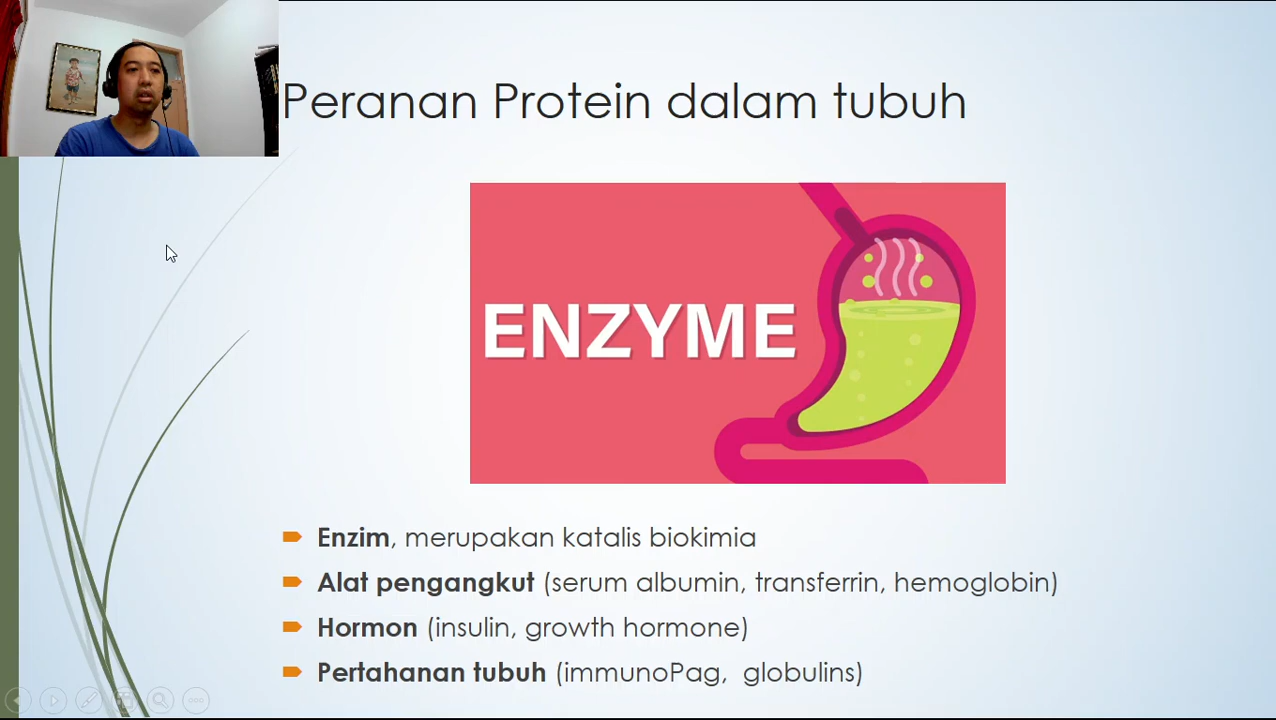 Peranan Protein dalam tubuh
ENZYME
Enzim, merupakan katalis biokimia
Alat pengangkut (serum albumin, transferrin, hemoglobin)
Hormon (insulin, growth hormone)
Pertahanan tubuh (immunoPag, globulins)